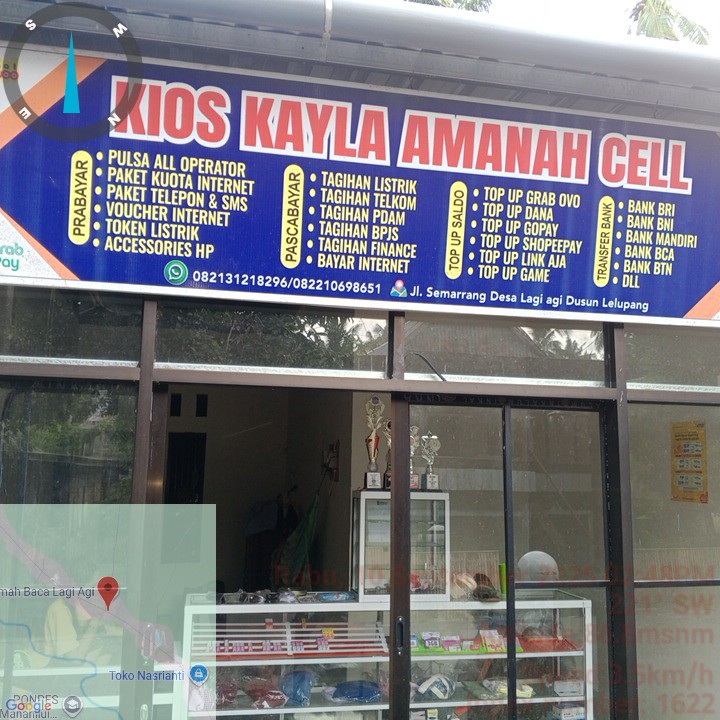 S
W
E
N
KIOS KAYLA AMANAH CELL
PRABAYAR
• PULSA ALL OPERATOR
• PAKET KUOTA INTERNET
• PAKET TELEPON & SMS
• VOUCHER INTERNET
• TOKEN LISTRIK
• ACCESSORIES HP
PASCABAYAR
• TAGIHAN LISTRIK
• TAGIHAN TELKOM
• TAGIHAN PDAM
• TAGIHAN BPJS
• TAGIHAN FINANCE
• BAYAR INTERNET
TOP UP SALDO
• TOP UP GRAB OVO
• TOP UP DANA
• TOP UP GOPAY
• TOP UP SHOPEEPAY
• TOP UP LINK AJA
• TOP UP GAME
TRANSFER BANK
• BANK BRI
• BANK BNI
• BANK MANDIRI
• BANK BCA
• BANK BTN
• DLL
082131218296/082210698651
Jl. Semarrang Desa Lagi agi Dusun Lelupang
mah Baca Lagi Agi
Toko Nasrianti
PONPES
Google
SW
km/h
1622